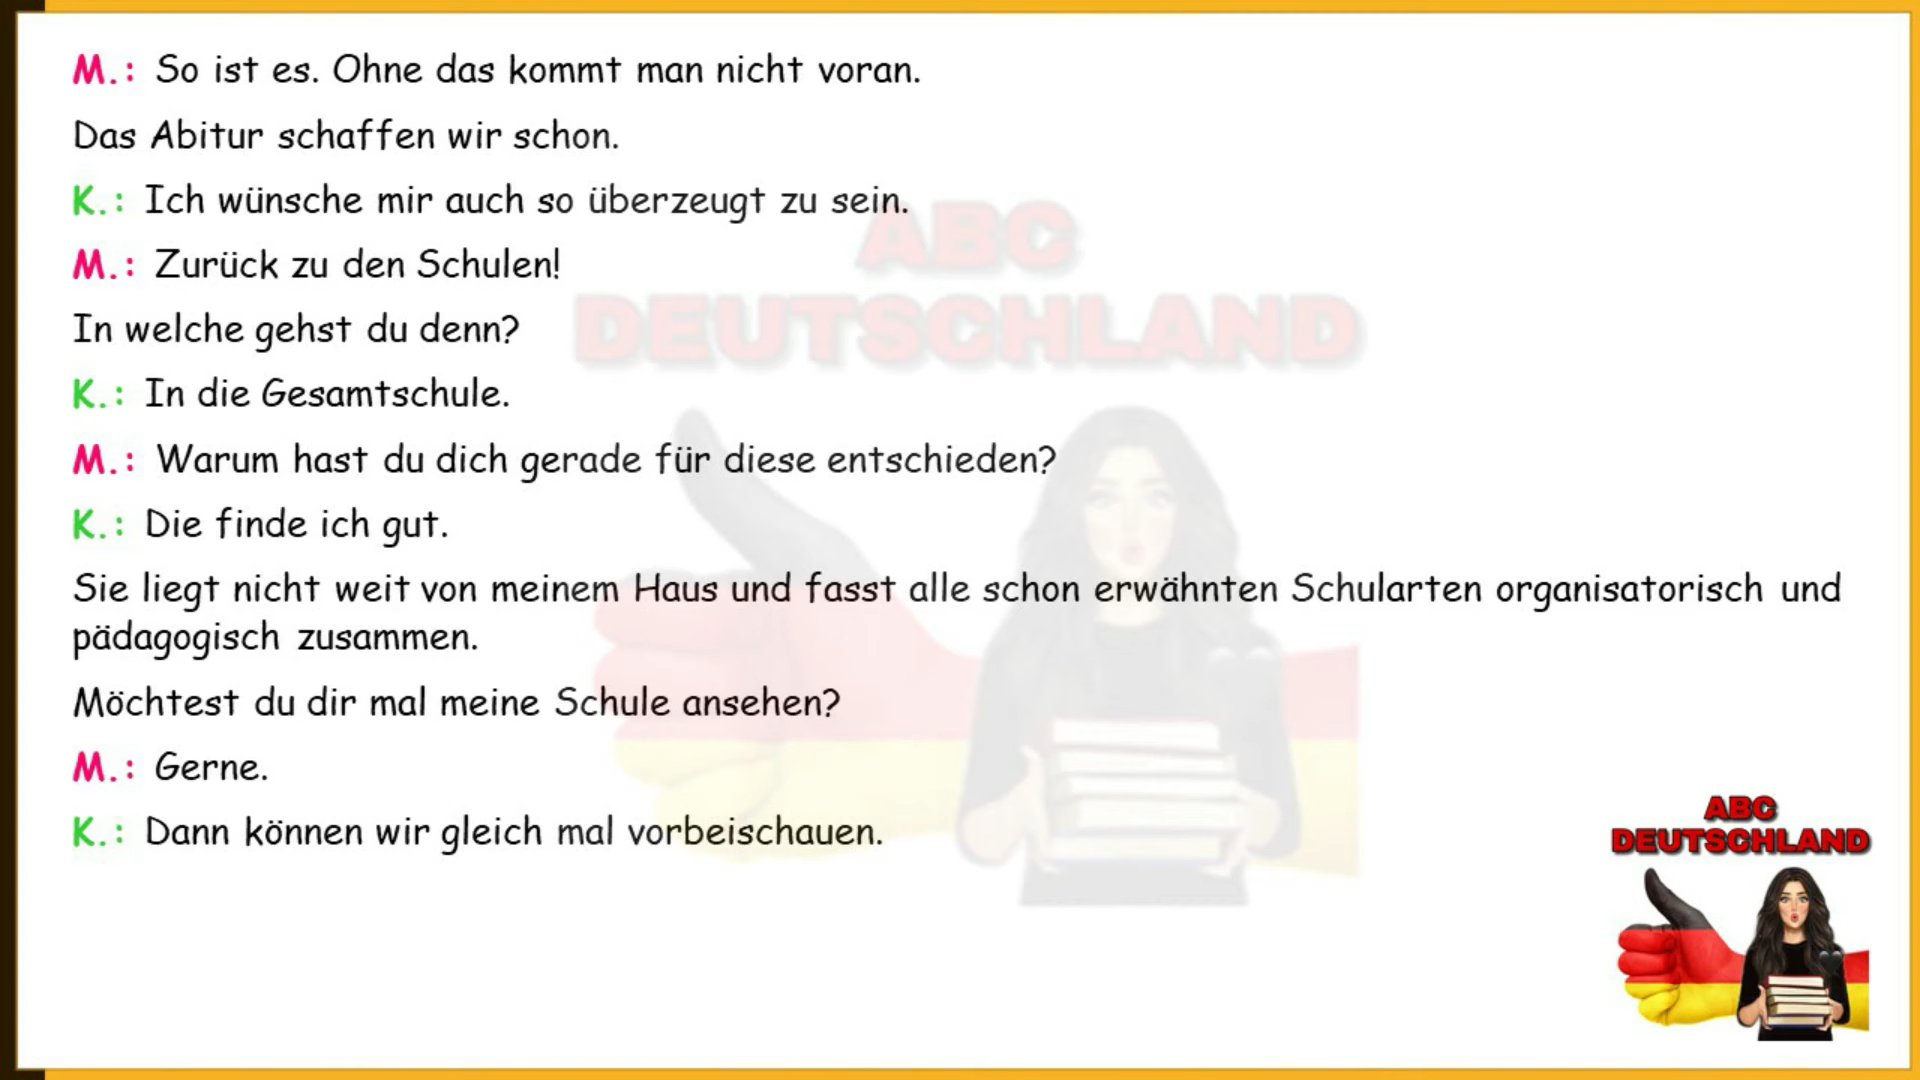 M.: So ist es. Ohne das kommt man nicht voran.
Das Abitur schaffen wir schon.
K.: Ich wünsche mir auch so überzeugt zu sein.
M.: Zurück zu den Schulen!
In welche gehst du denn?
K.: In die Gesamtschule.
M.: Warum hast du dich gerade für diese entschieden?
K.: Die finde ich gut.
Sie liegt nicht weit von meinem Haus und fasst alle schon erwähnten Schularten organisatorisch und
pädagogisch zusammen.
Möchtest du dir mal meine Schule ansehen?
M.: Gerne.
K.: Dann können wir gleich mal vorbeischauen.
ABC
DEUTSCHLAND
ABC
DEUTSCHLAND